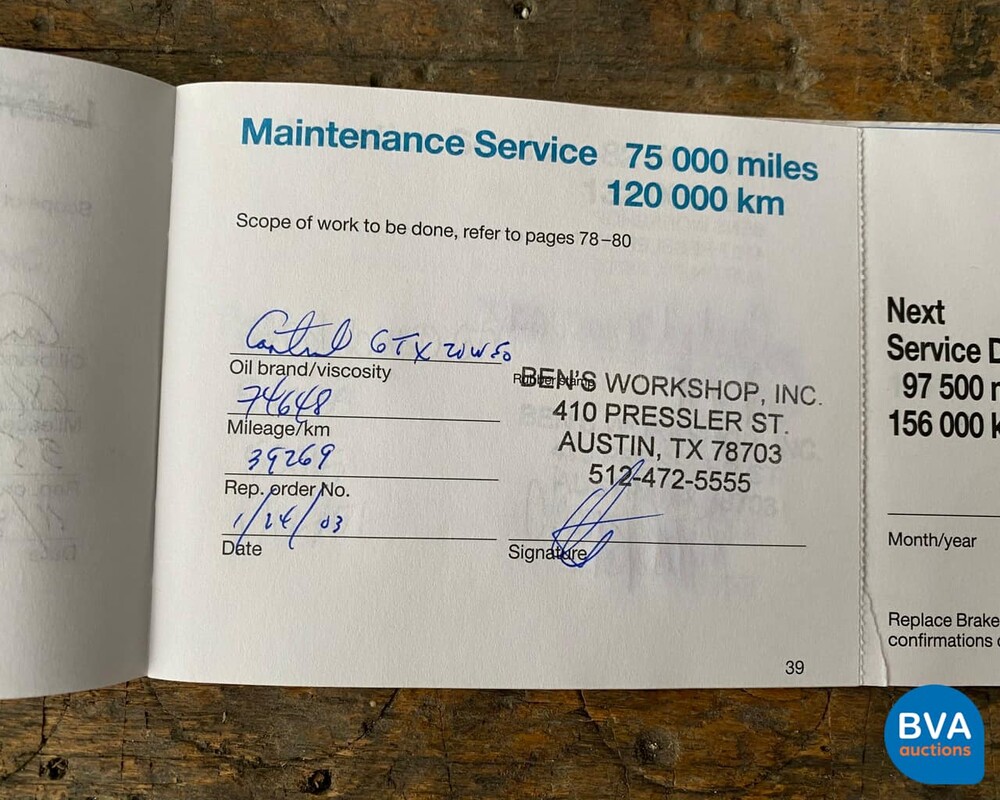 Maintenance Service 75 000 miles
120 000 km
Scope of work to be done, refer to pages 78–80
GTX 20W50
Oil brand/viscosity
74648
Mileage/km
39269
Rep. order No.
1/24/03
Date
Rubber stamp
BEN'S WORKSHOP, INC.
410 PRESSLER ST.
AUSTIN, TX 78703
512-472-5555
Signature
39
Next
Service D
97 500 m
156 000 k
Month/year
Replace Brake
confirmations o
BVA
auctions